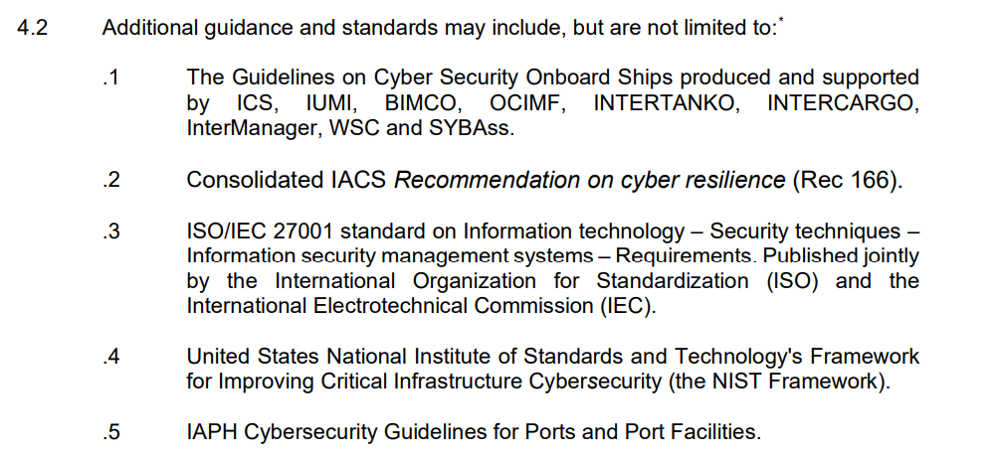 4.2 Additional guidance and standards may include, but are not limited to:*
.1 The Guidelines on Cyber Security Onboard Ships produced and supported
by ICS, IUMI, BIMCO, OCIMF, INTERTANKO, INTERCARGO,
InterManager, WSC and SYBAss.
.2 Consolidated IACS Recommendation on cyber resilience (Rec 166).
.3 ISO/IEC 27001 standard on Information technology – Security techniques –
Information security management systems – Requirements. Published jointly
by the International Organization for Standardization (ISO) and the
International Electrotechnical Commission (IEC).
.4 United States National Institute of Standards and Technology's Framework
for Improving Critical Infrastructure Cybersecurity (the NIST Framework).
.5 IAPH Cybersecurity Guidelines for Ports and Port Facilities.